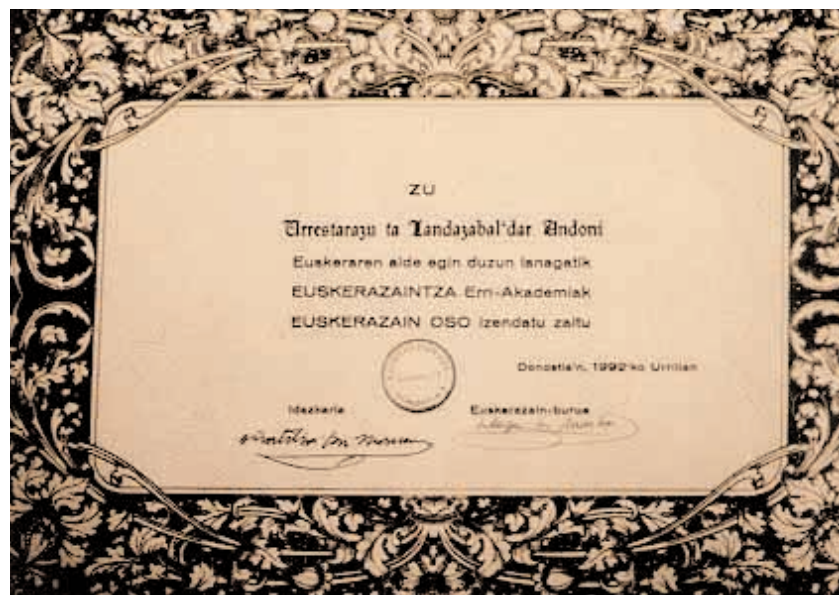 ZU
Urrestarazu ta Landazabal'dar Andoni
Euskeraren alde egin duzun lanagatik
EUSKERAZAINTZA Erri-Akademiak
EUSKERAZAIN OSO izendatu zaitu
Donostia'n, 1992'ko Urrilan
Idazkaria
Euskerazain-burua